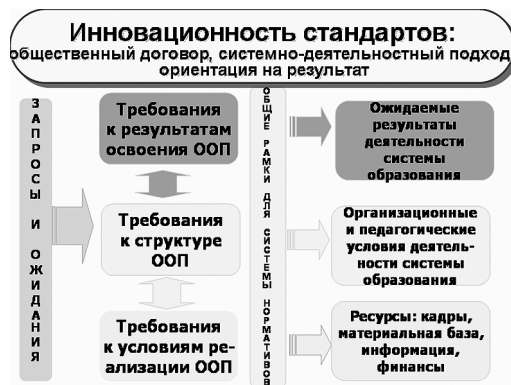 Инновационность стандартов:
общественный договор, системно-деятельностный подход,
ориентация на результат
ЗАПРОСЫ И ОЖИДАНИЯ
Требования
к результатам
освоения ООП
Требования
к структуре
ООП
Требования
к условиям ре-
ализации ООП
ОБЩИЕ РАМКИ ДЛЯ СИСТЕМЫ НОРМАТИВОВ
Ожидаемые
результаты
деятельности
системы
образования
Организационные
и педагогические
условия деятель-
ности системы
образования
Ресурсы: кадры,
материальная база,
информация,
финансы